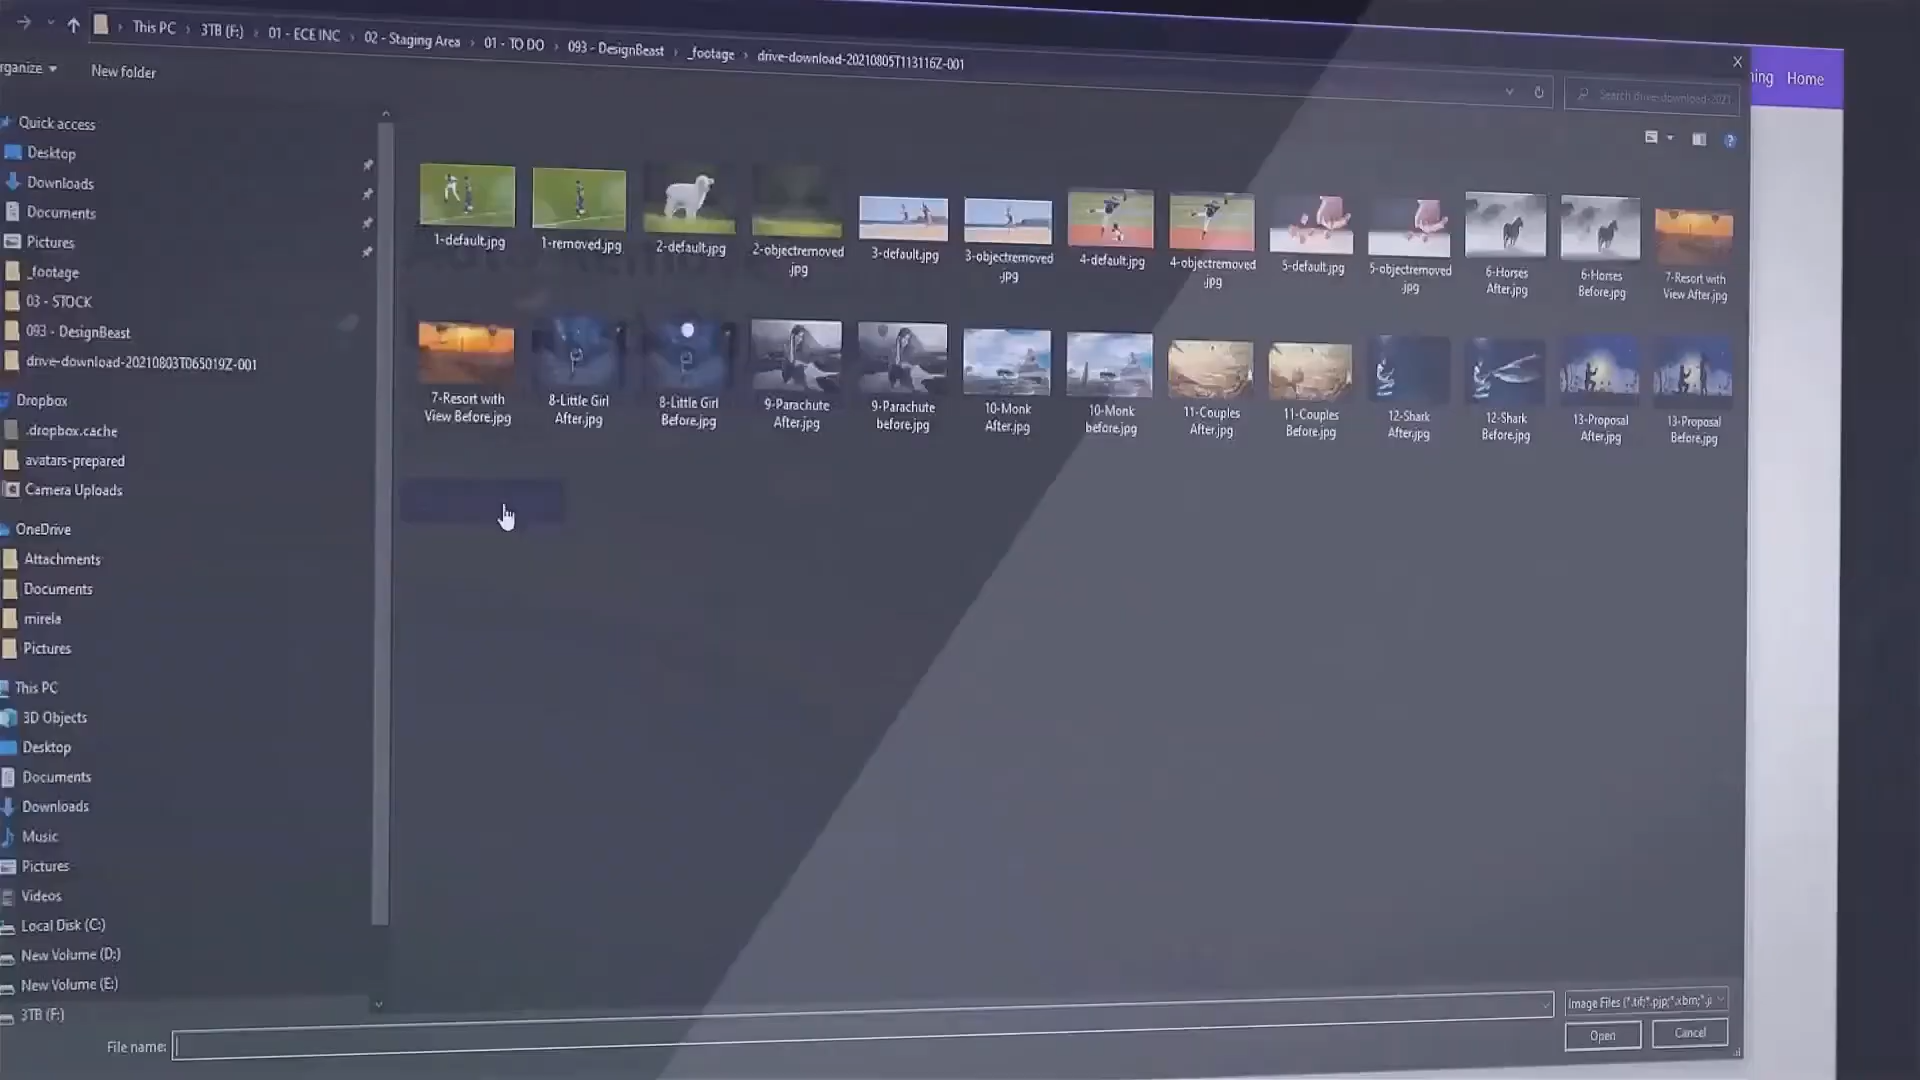 This PC › 3TB (F:) › 01 - ECE INC › 02 - Staging Area › 01 - TO DO › 093 - DesignBeast › _footage › drive-download-20210805T113116Z-001
Home
rganize
New folder
Search drive-download-2021
Quick access
Desktop
Downloads
Documents
Pictures
_footage
03 - STOCK
093 - DesignBeast
drive-download-20210803T065019Z-001
Dropbox
.dropbox.cache
avatars-prepared
Camera Uploads
OneDrive
Attachments
Documents
mirela
Pictures
This PC
3D Objects
Desktop
Documents
Downloads
Music
Pictures
Videos
Local Disk (C:)
New Volume (D:)
New Volume (E:)
3TB (F:)
1-default.jpg
1-removed.jpg
2-default.jpg
2-objectremoved
.jpg
3-default.jpg
3-objectremoved
.jpg
4-default.jpg
4-objectremoved
.jpg
5-default.jpg
5-objectremoved
.jpg
6-Horses
After.jpg
6-Horses
Before.jpg
7-Resort with
View After.jpg
7-Resort with
View Before.jpg
8-Little Girl
After.jpg
8-Little Girl
Before.jpg
9-Parachute
After.jpg
9-Parachute
before.jpg
10-Monk
After.jpg
10-Monk
before.jpg
11-Couples
After.jpg
11-Couples
Before.jpg
12-Shark
After.jpg
12-Shark
Before.jpg
13-Proposal
After.jpg
13-Proposal
Before.jpg
File name:
Image Files (*.tif;*.pjp;*.xbm;*.j
Open
Cancel